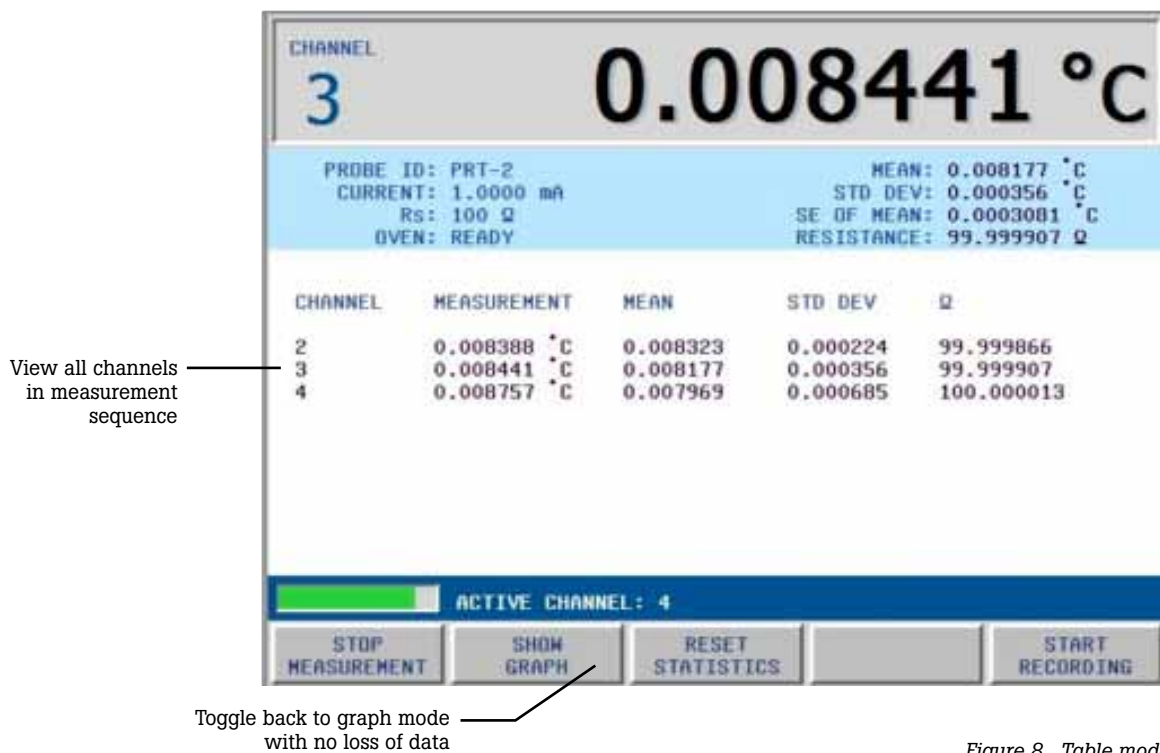 CHANNEL
3
0.008441 °C
PROBE ID: PRT-2
CURRENT: 1.0000 mA
Rs: 100 Ω
OVEN: READY
MEAN: 0.008177 °C
STD DEV: 0.000356 °C
SE OF MEAN: 0.0003081 °C
RESISTANCE: 99.999907 Ω
CHANNEL MEASUREMENT MEAN STD DEV Ω
2 0.008388 °C 0.008323 0.000224 99.999866
3 0.008441 °C 0.008177 0.000356 99.999907
4 0.008757 °C 0.007969 0.000685 100.000013
View all channels
in measurement
sequence
ACTIVE CHANNEL: 4
STOP
MEASUREMENT
SHOW
GRAPH
RESET
STATISTICS
START
RECORDING
Toggle back to graph mode
with no loss of data
Figure 8. Table mod